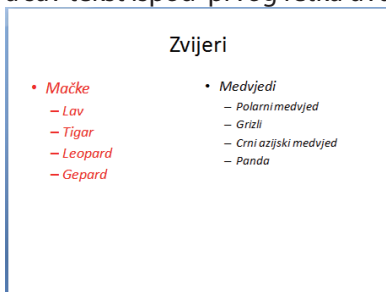 Zvijeri
• Mačke
– Lav
– Tigar
– Leopard
– Gepard
• Medvjedi
– Polarni medvjed
– Grizli
– Crni azijski medvjed
– Panda